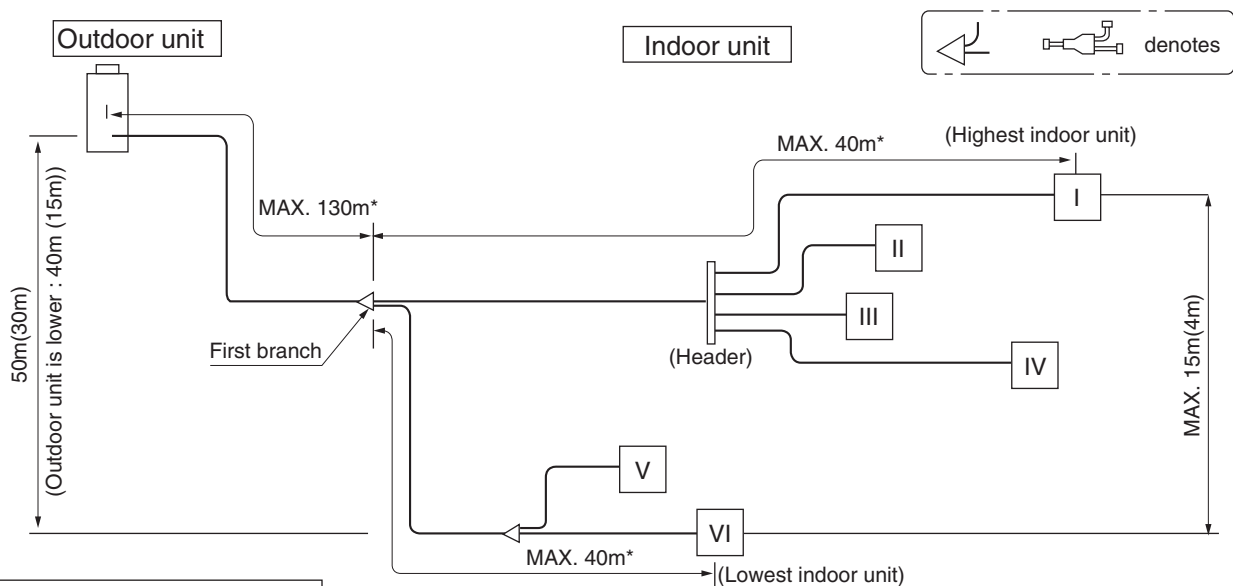 Outdoor unit
Indoor unit
denotes
(Highest indoor unit)
MAX. 40m*
MAX. 130m*
I
II
III
IV
(Header)
First branch
50m(30m)
(Outdoor unit is lower : 40m (15m))
MAX. 15m(4m)
V
VI
MAX. 40m*
(Lowest indoor unit)